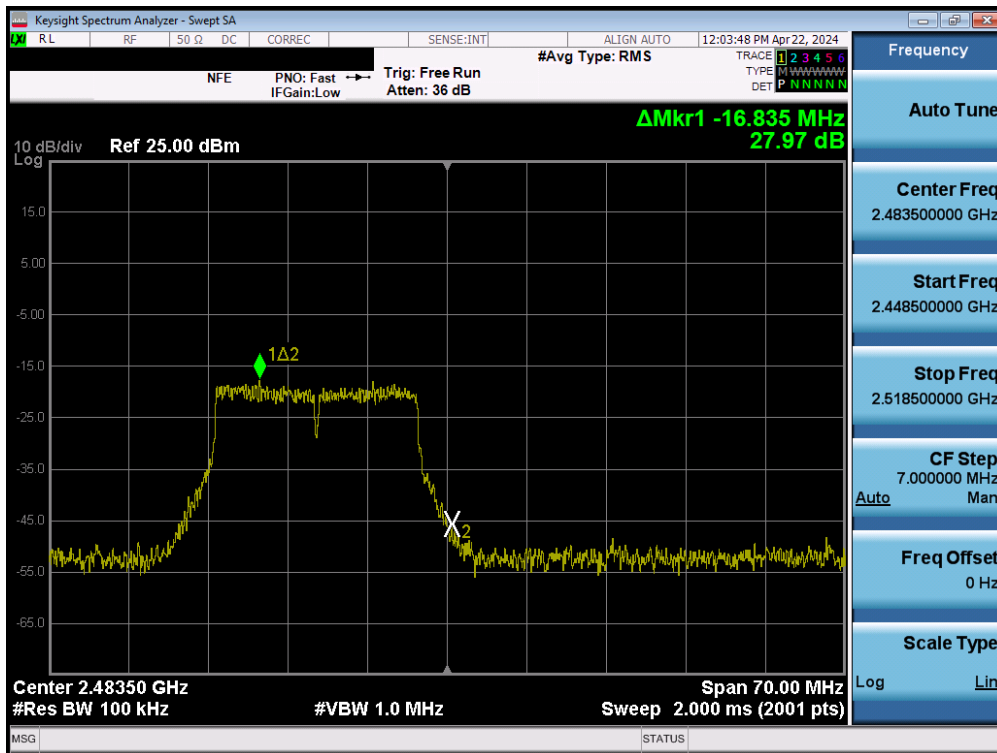 Keysight Spectrum Analyzer - Swept SA
LXI RL RF 50 Ω DC CORREC SENSE:INT ALIGN AUTO 12:03:48 PM Apr 22, 2024
NFE PNO: Fast Trig: Free Run #Avg Type: RMS TRACE 1 2 3 4 5 6
IFGain:Low Atten: 36 dB TYPE M WWWWW
DET P N N N N N
ΔMkr1 -16.835 MHz
27.97 dB
10 dB/div Ref 25.00 dBm
Log
15.0
5.00
-5.00
-15.0
-25.0
-35.0
-45.0
-55.0
-65.0
1Δ2
2
Center 2.48350 GHz Span 70.00 MHz
#Res BW 100 kHz #VBW 1.0 MHz Sweep 2.000 ms (2001 pts)
MSG STATUS
Frequency
Auto Tune
Center Freq
2.483500000 GHz
Start Freq
2.448500000 GHz
Stop Freq
2.518500000 GHz
CF Step
7.000000 MHz
Auto Man
Freq Offset
0 Hz
Scale Type
Log Lin